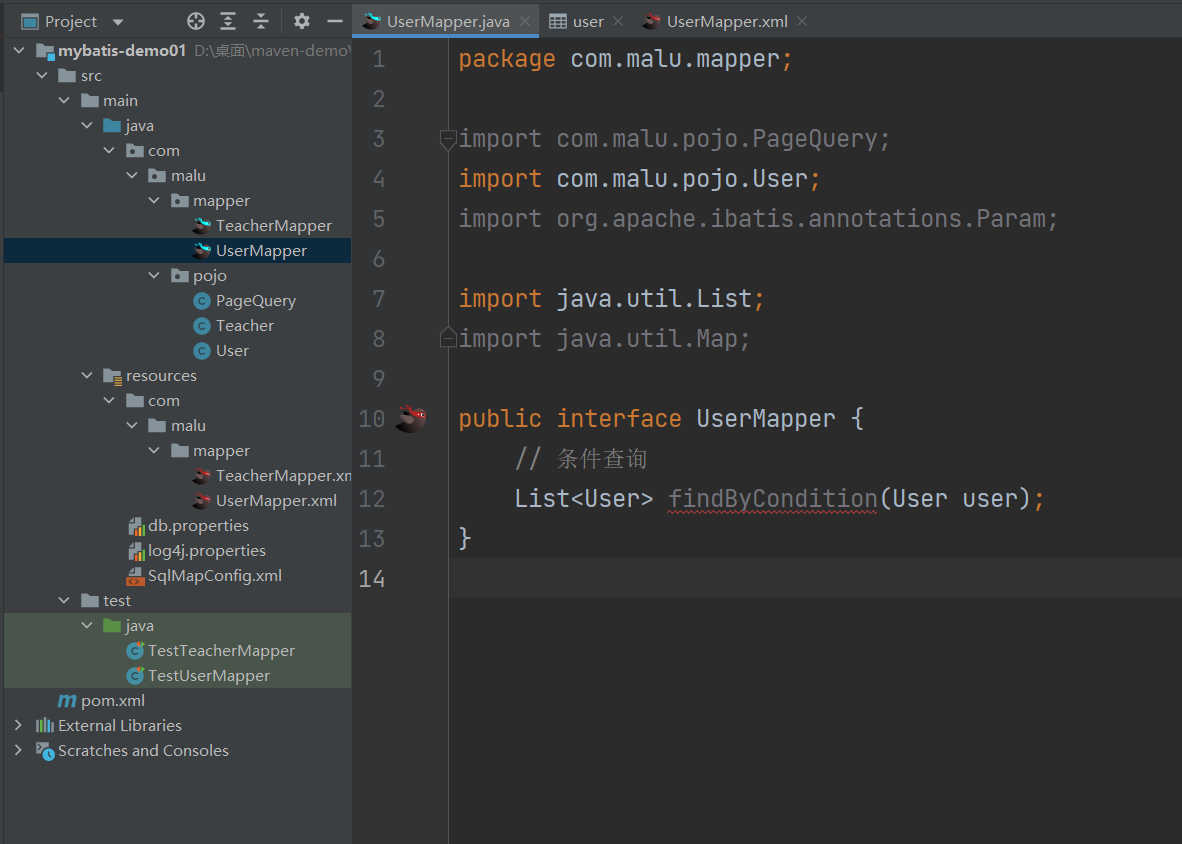 Project
mybatis-demo01 D:\桌面\maven-demo\
src
main
java
com
malu
mapper
TeacherMapper
UserMapper
pojo
PageQuery
Teacher
User
resources
com
malu
mapper
TeacherMapper.xm
UserMapper.xml
db.properties
log4j.properties
SqlMapConfig.xml
test
java
TestTeacherMapper
TestUserMapper
pom.xml
External Libraries
Scratches and Consoles
UserMapper.java user UserMapper.xml
1 package com.malu.mapper;
2
3 import com.malu.pojo.PageQuery;
4 import com.malu.pojo.User;
5 import org.apache.ibatis.annotations.Param;
6
7 import java.util.List;
8 import java.util.Map;
9
10 public interface UserMapper {
11 // 条件查询
12 List<User> findByCondition(User user);
13 }
14